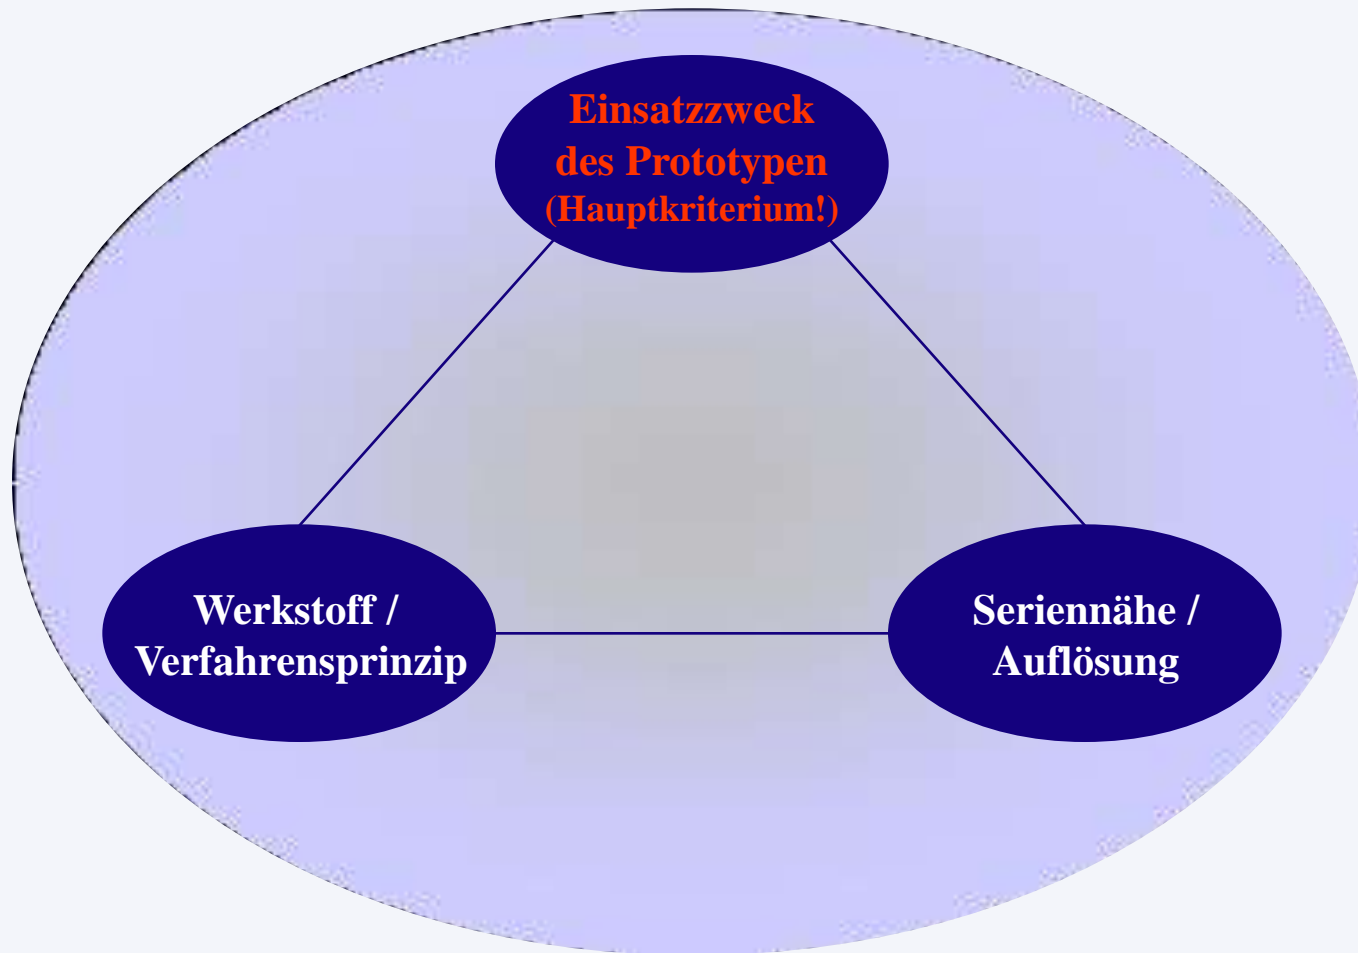 Einsatzzweck
des Prototypen
(Hauptkriterium!)
Werkstoff /
Verfahrensprinzip
Seriennähe /
Auflösung